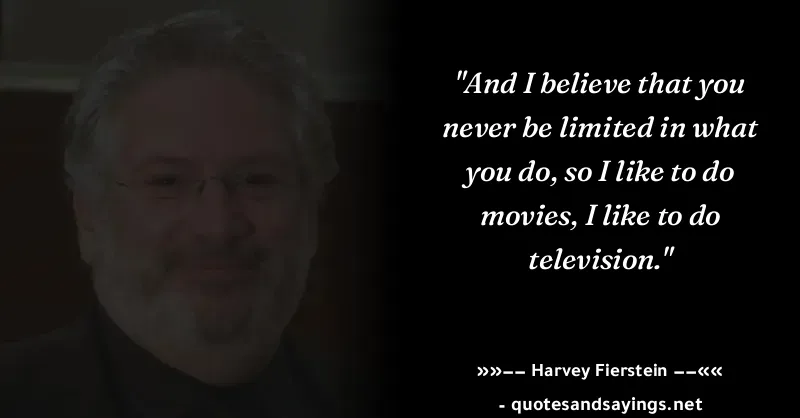 "And I believe that you
never be limited in what
you do, so I like to do
movies, I like to do
television."
»»−− Harvey Fierstein −−««
- quotesandsayings.net